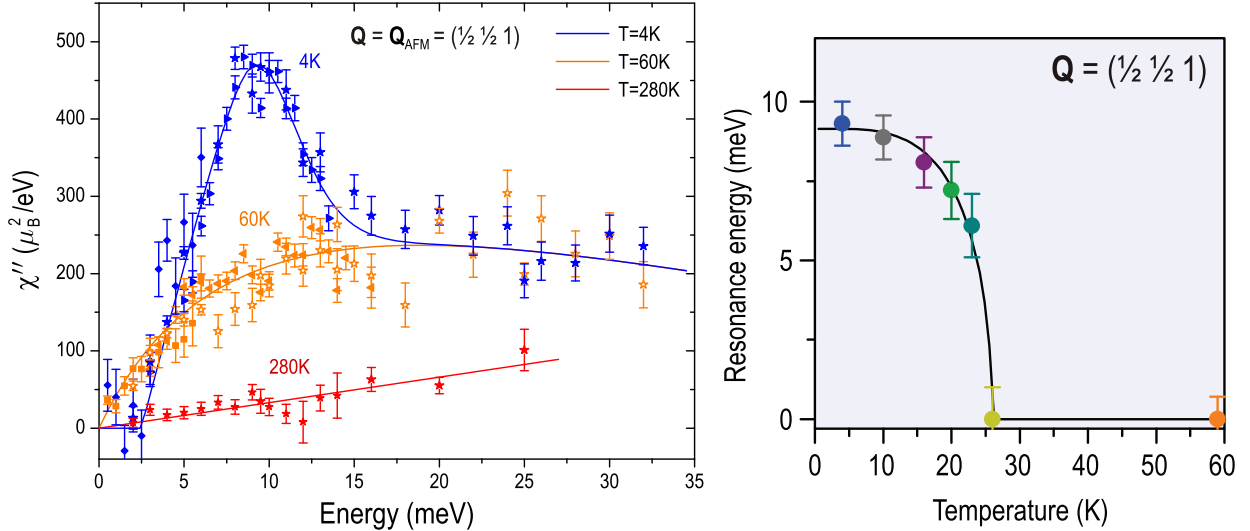 Q = Q_AFM = (½ ½ 1)
T=4K
T=60K
T=280K
4K
60K
280K
500
400
300
200
100
0
χ″ (μ_B²/eV)
0 5 10 15 20 25 30 35
Energy (meV)
Q = (½ ½ 1)
10
5
0
Resonance energy (meV)
0 10 20 30 40 50 60
Temperature (K)